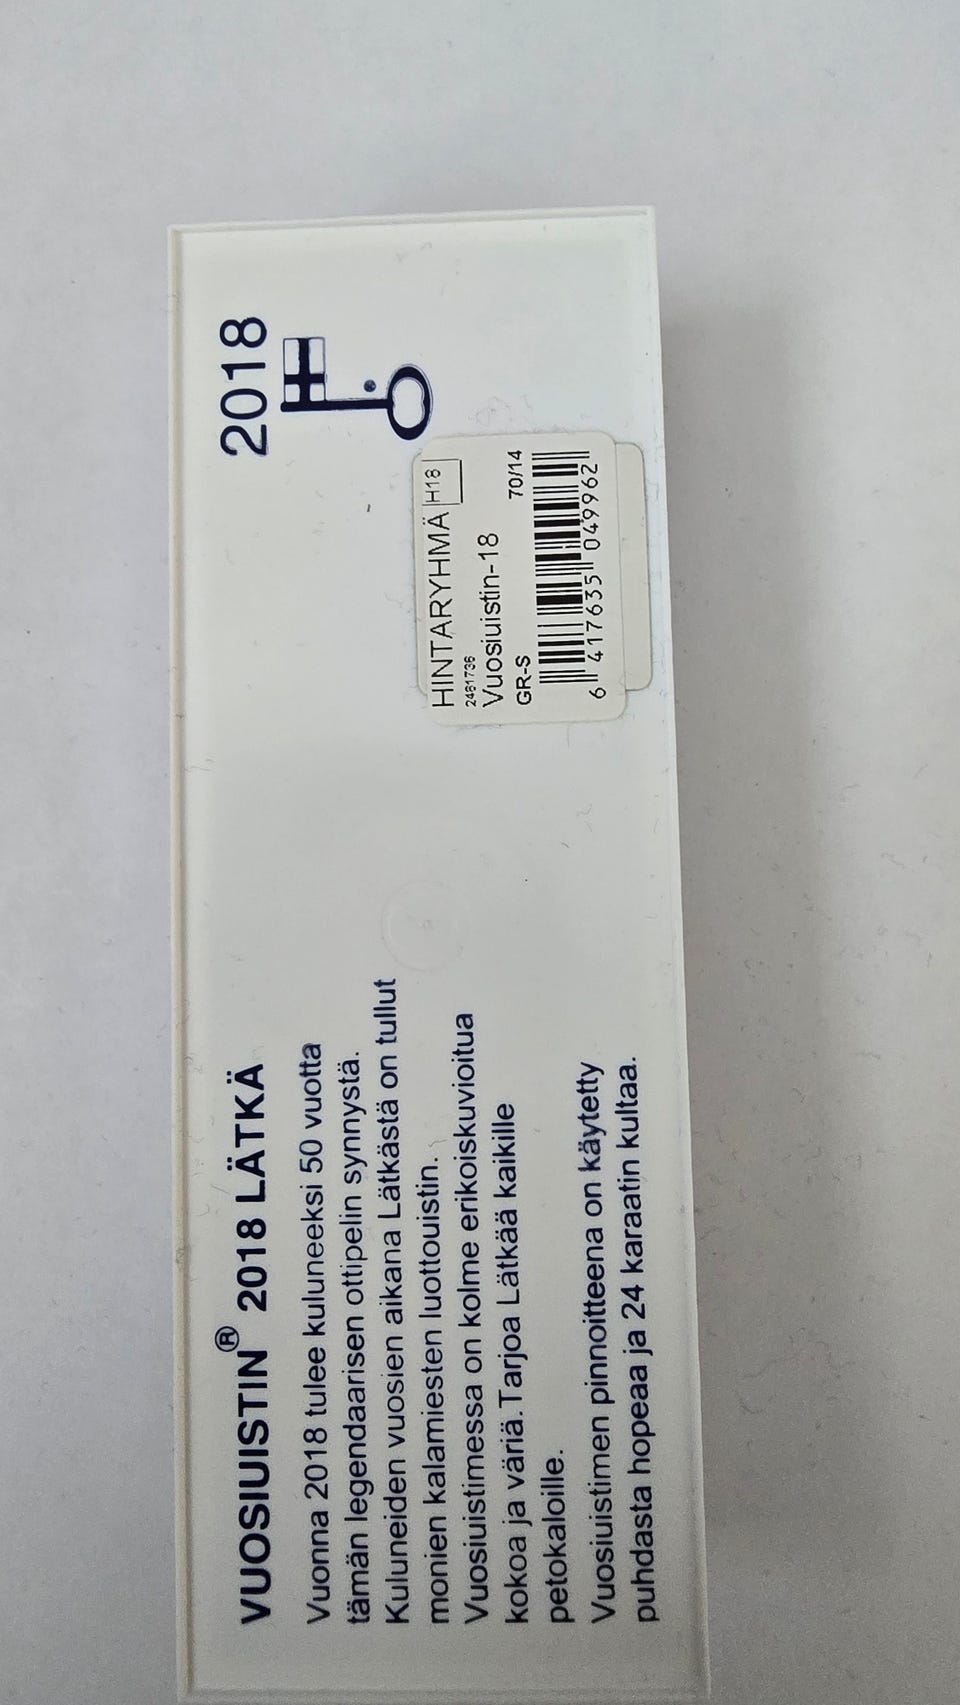 VUOSIUISTIN® 2018 LÄTKÄ
Vuonna 2018 tulee kuluneeksi 50 vuotta
tämän legendaarisen ottipelin synnystä.
Kuluneiden vuosien aikana Lätkästä on tullut
monien kalamiesten luottouistin.
Vuosiuistimessa on kolme erikoiskuvioitua
kokoa ja väriä. Tarjoa Lätkää kaikille
petokaloille.
Vuosiuistimen pinnoitteena on käytetty
puhdasta hopeaa ja 24 karaatin kultaa.
2018
HINTARYHMÄ H18
2461736
Vuosiuistin-18
GR-S 70/14
6 417635 049962